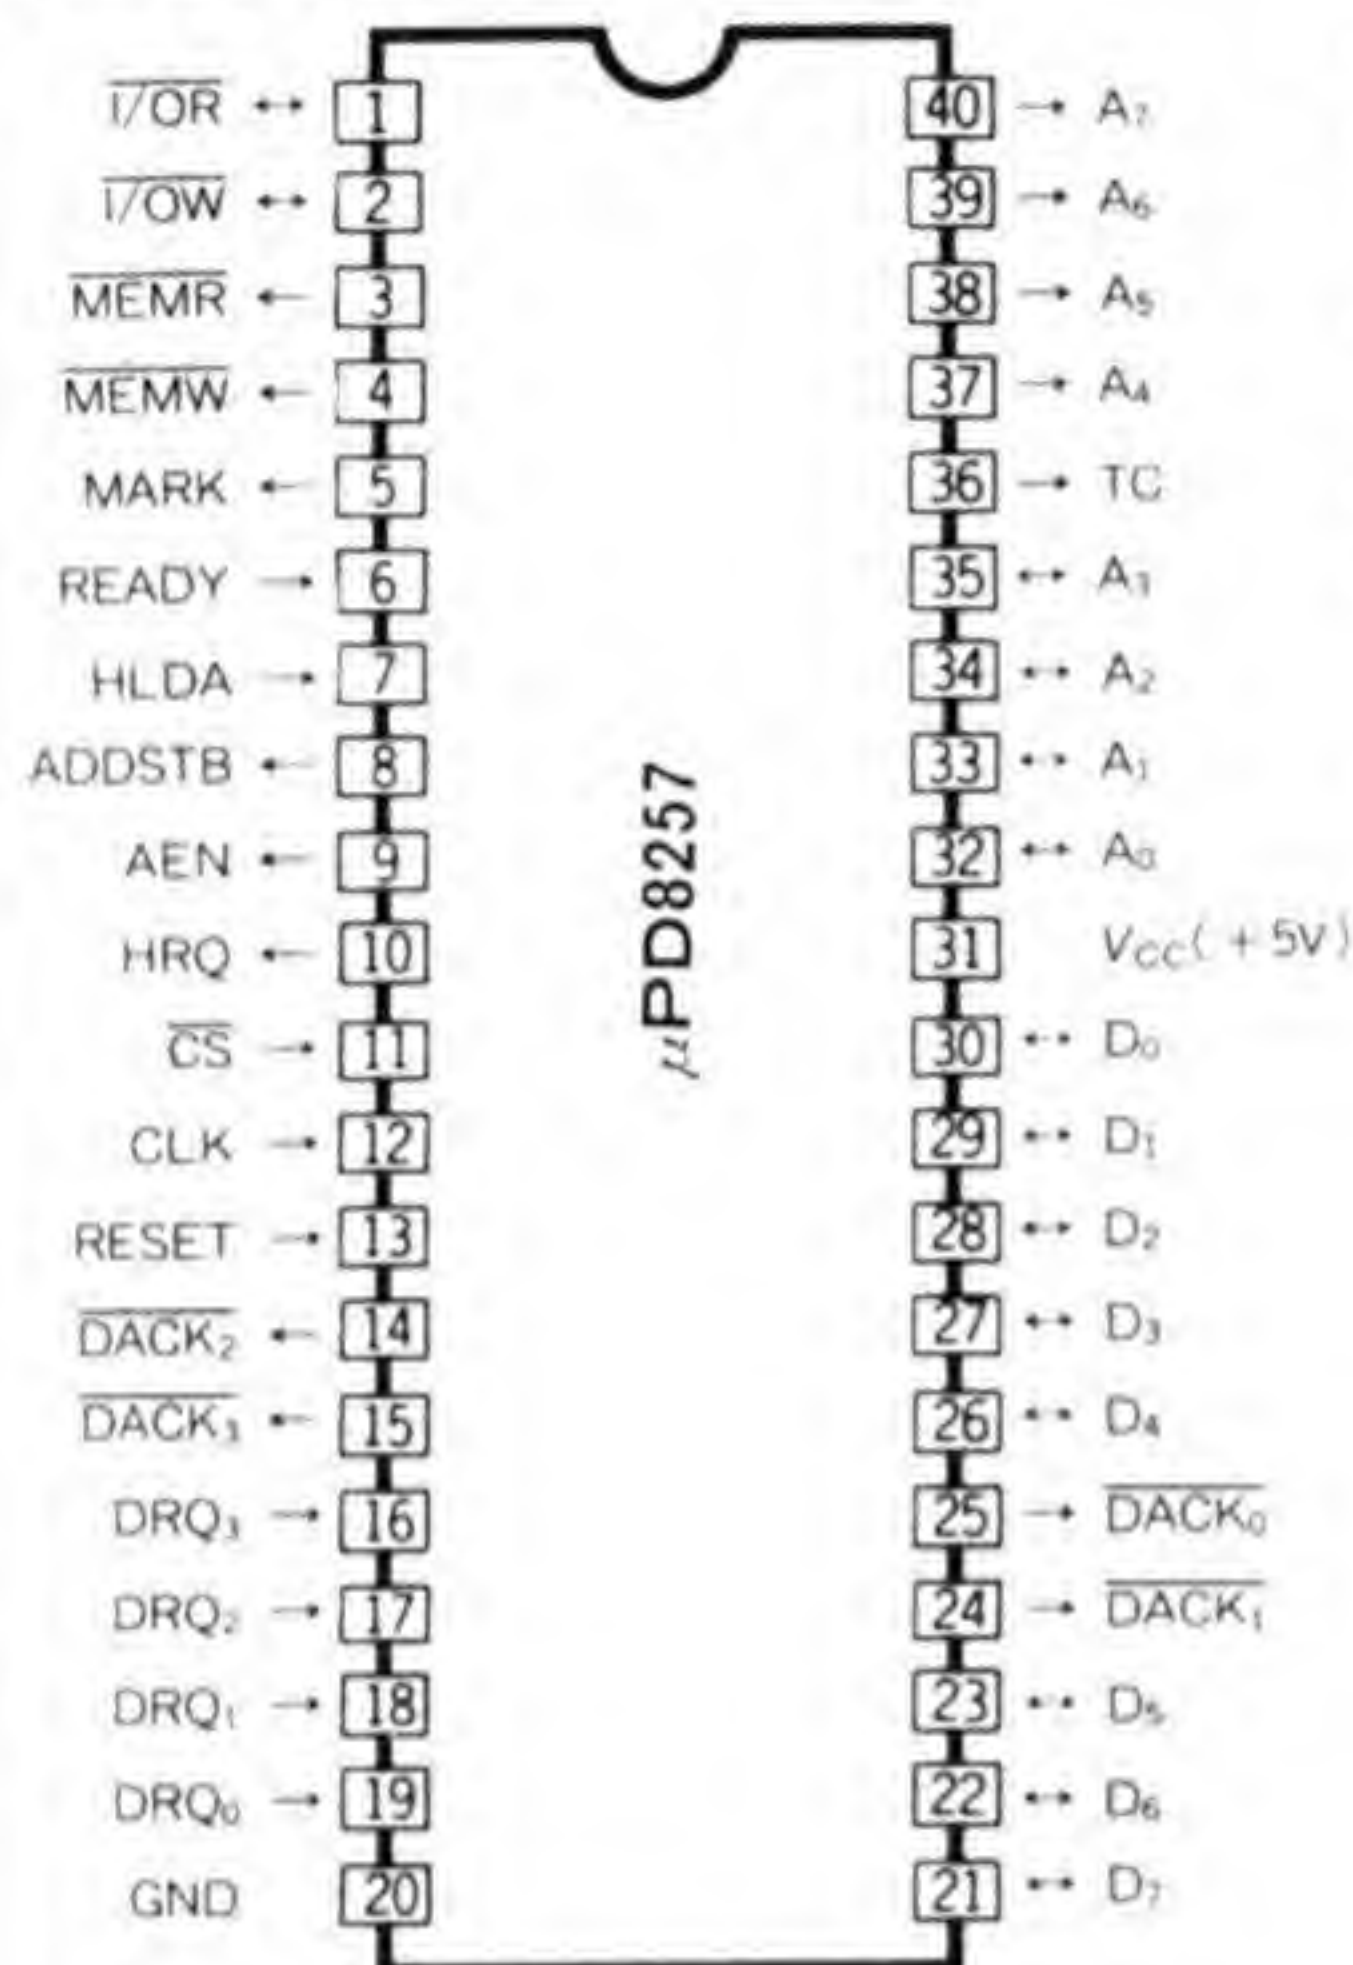 I/OR ↔ 1
I/OW ↔ 2
MEMR ← 3
MEMW ← 4
MARK ← 5
READY → 6
HLDA → 7
ADDSTB ← 8
AEN ← 9
HRQ ← 10
CS → 11
CLK → 12
RESET → 13
DACK₂ ← 14
DACK₃ ← 15
DRQ₃ → 16
DRQ₂ → 17
DRQ₁ → 18
DRQ₀ → 19
GND 20
μPD8257
40 → A₇
39 → A₆
38 → A₅
37 → A₄
36 → TC
35 ↔ A₃
34 ↔ A₂
33 ↔ A₁
32 ↔ A₀
31 Vcc(+5V)
30 ↔ D₀
29 ↔ D₁
28 ↔ D₂
27 ↔ D₃
26 ↔ D₄
25 → DACK₀
24 → DACK₁
23 ↔ D₅
22 ↔ D₆
21 ↔ D₇